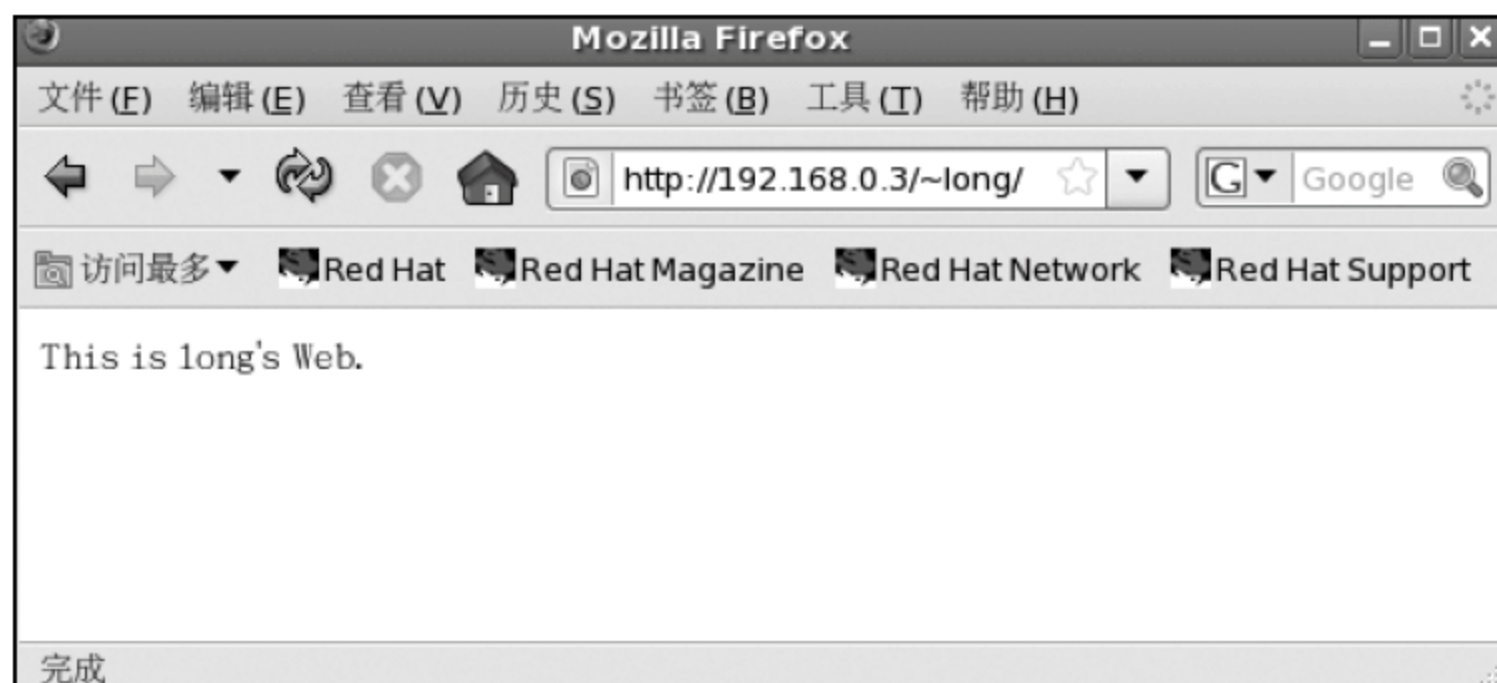 Mozilla Firefox
文件(F) 编辑(E) 查看(V) 历史(S) 书签(B) 工具(T) 帮助(H)
http://192.168.0.3/~long/ G Google
访问最多 Red Hat Red Hat Magazine Red Hat Network Red Hat Support
This is long's Web.
完成